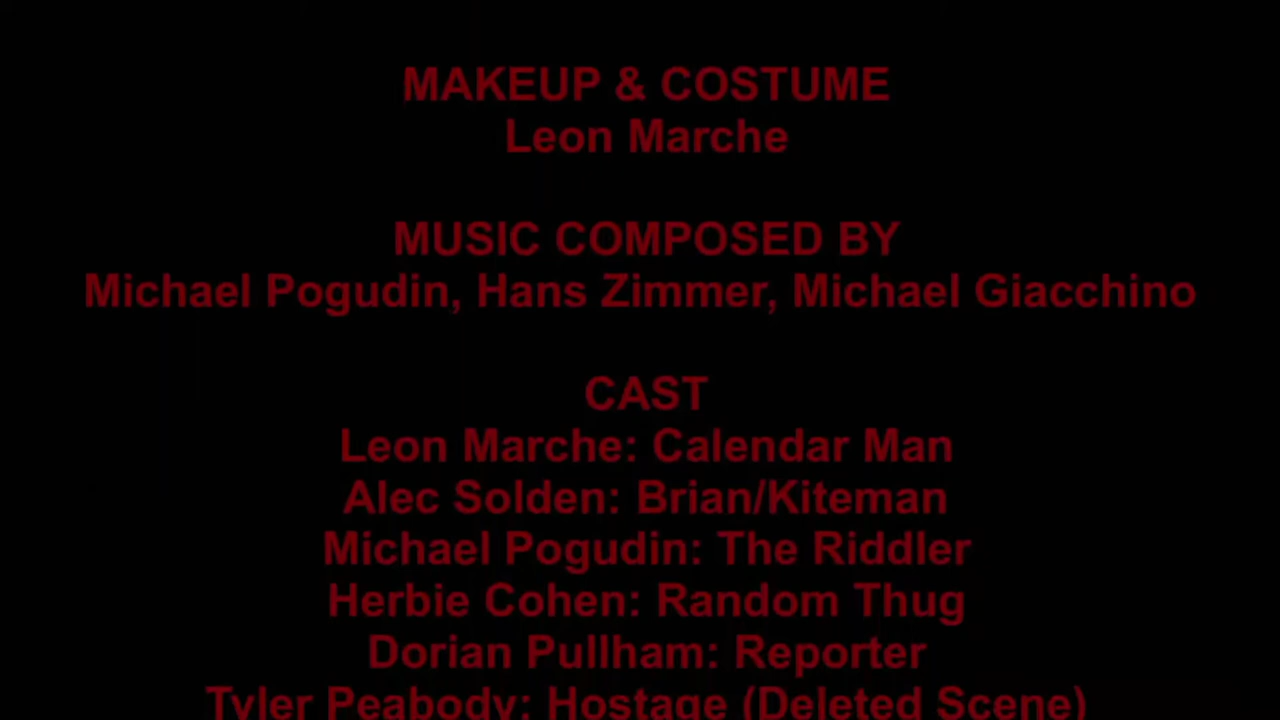 MAKEUP & COSTUME
Leon Marche
MUSIC COMPOSED BY
Michael Pogudin, Hans Zimmer, Michael Giacchino
CAST
Leon Marche: Calendar Man
Alec Solden: Brian/Kiteman
Michael Pogudin: The Riddler
Herbie Cohen: Random Thug
Dorian Pullham: Reporter
Tyler Peabody: Hostage (Deleted Scene)